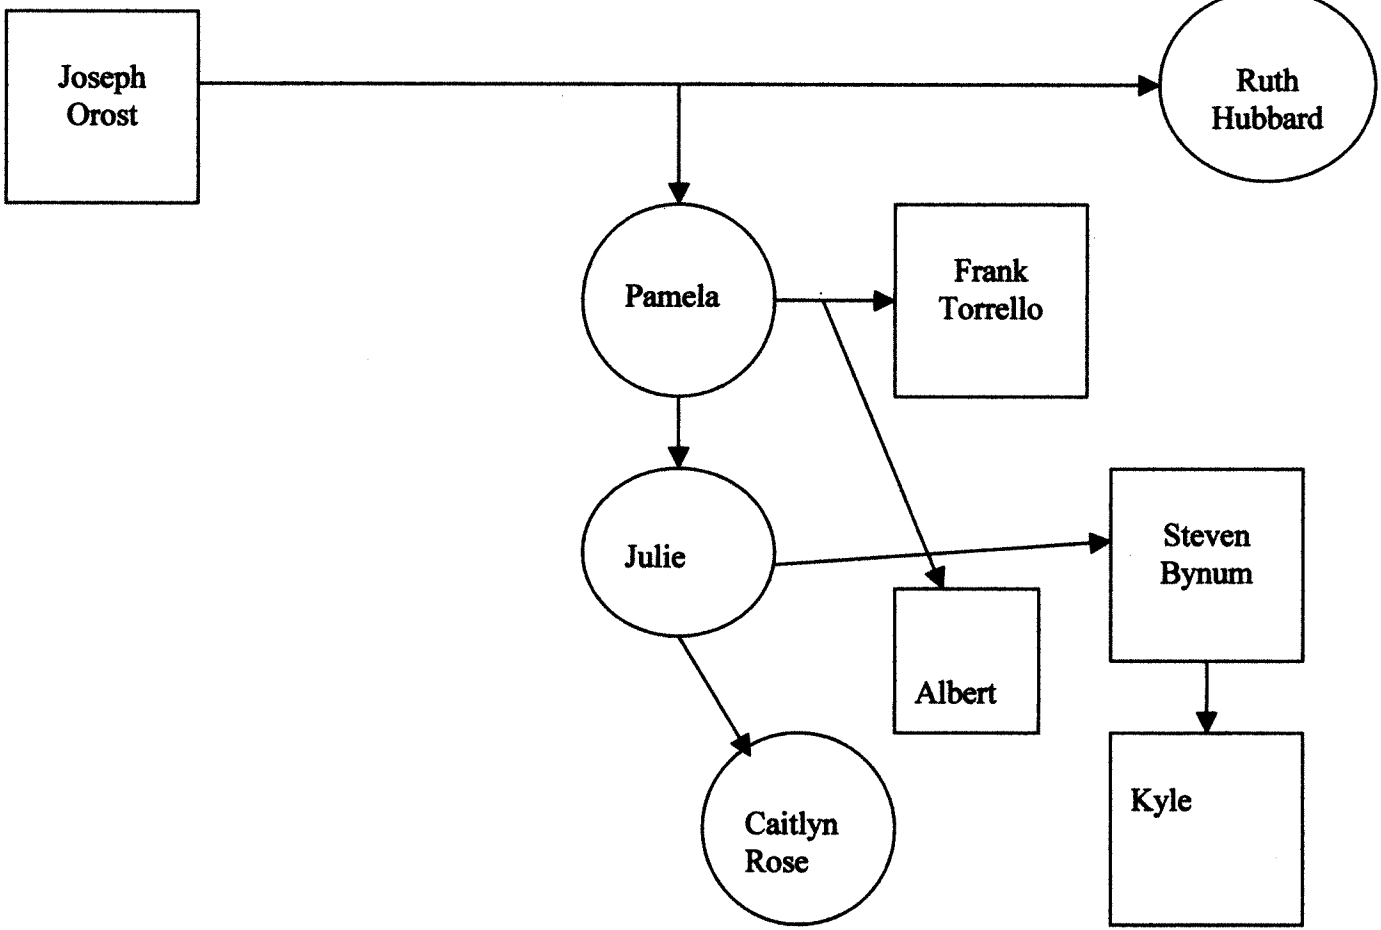 Joseph
Orost
Ruth
Hubbard
Pamela
Frank
Torrello
Julie
Steven
Bynum
Albert
Caitlyn
Rose
Kyle